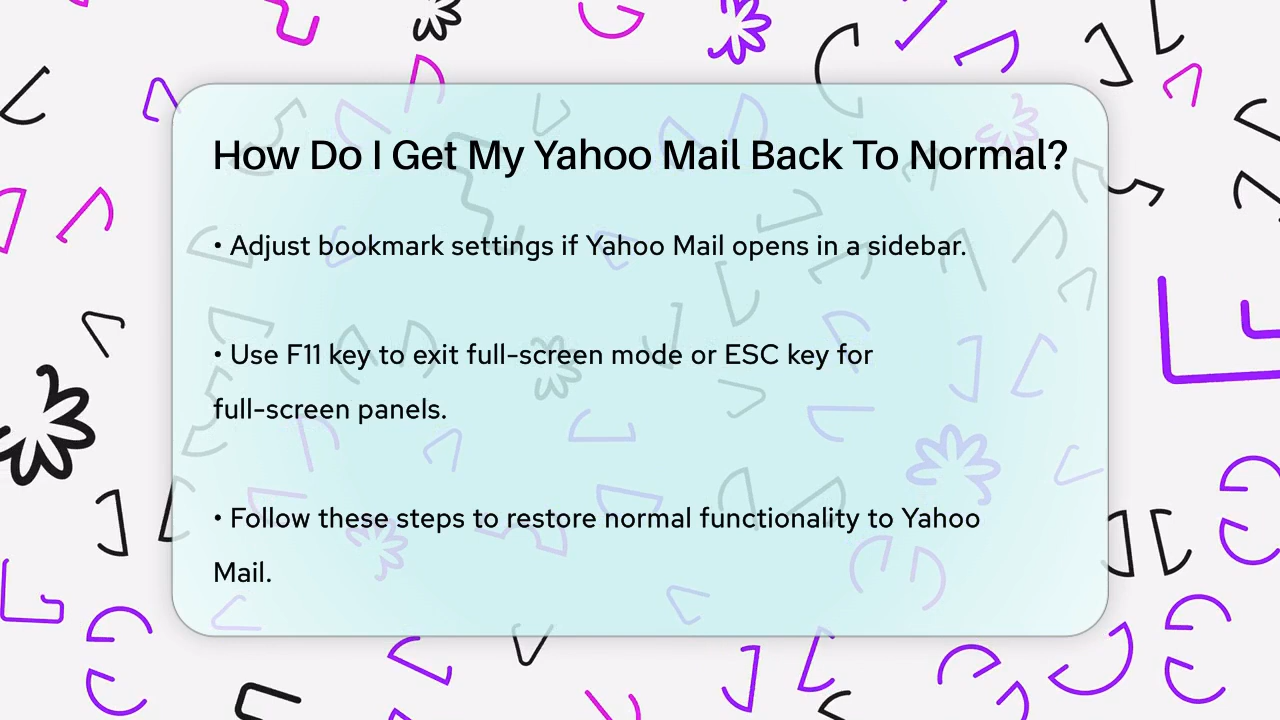 How Do I Get My Yahoo Mail Back To Normal?
• Adjust bookmark settings if Yahoo Mail opens in a sidebar.
• Use F11 key to exit full-screen mode or ESC key for
full-screen panels.
• Follow these steps to restore normal functionality to Yahoo
Mail.